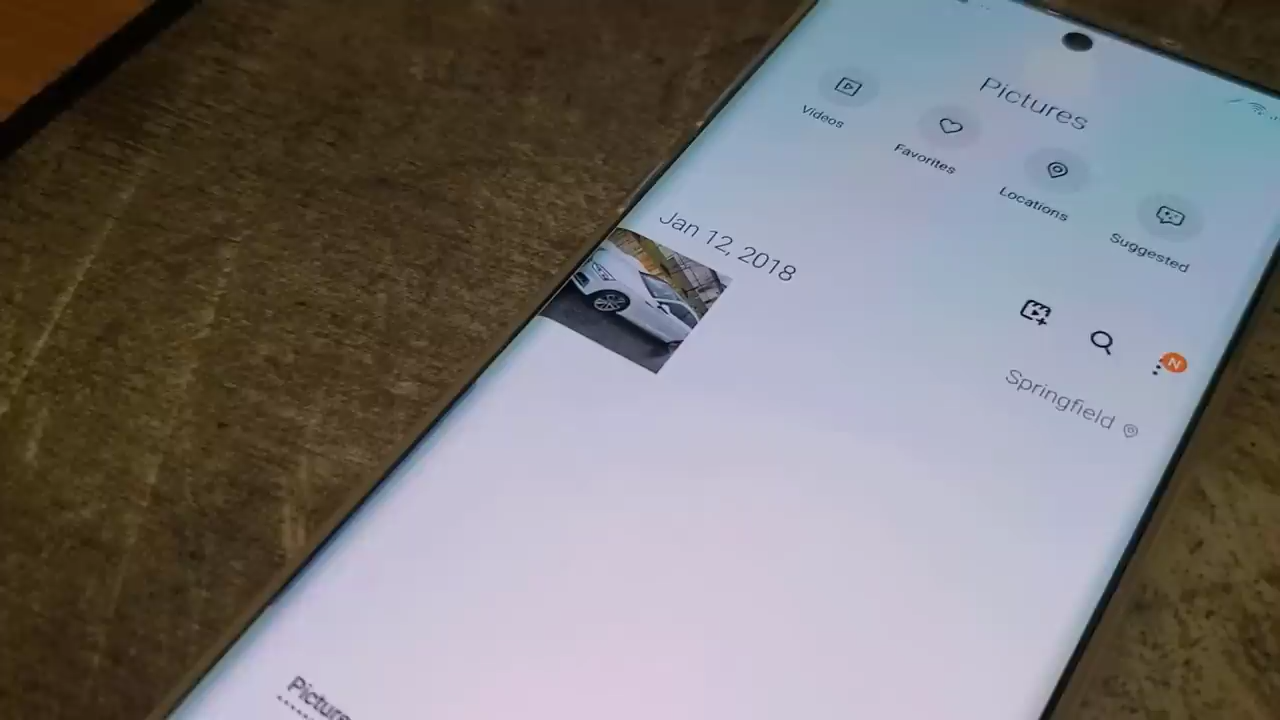 Pictures
Videos
Favorites
Locations
Suggested
N
Jan 12, 2018
Springfield